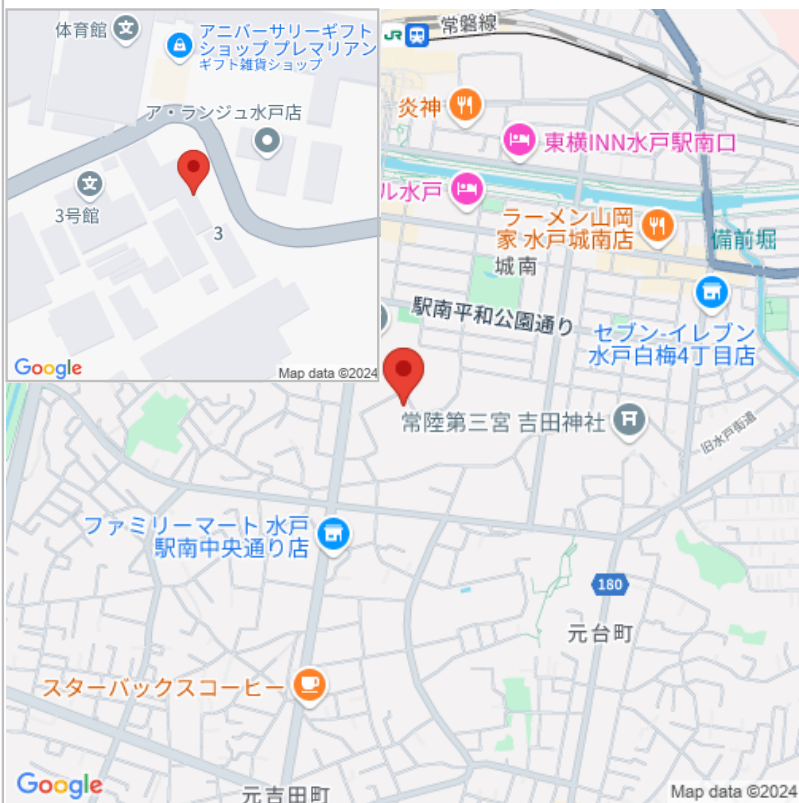 体育館
アニバーサリーギフト
ショップ プレマリアン
ギフト雑貨ショップ
ア・ランジュ水戸店
3号館
3
Google
Map data ©2024
JR
常磐線
炎神
東横INN水戸駅南口
ル水戸
ラーメン山岡
家 水戸城南店
備前堀
城南
駅南平和公園通り
セブン-イレブン
水戸白梅4丁目店
常陸第三宮 吉田神社
旧水戸街道
ファミリーマート 水戸
駅南中央通り店
180
元台町
スターバックスコーヒー
Google
元吉田町
Map data ©2024